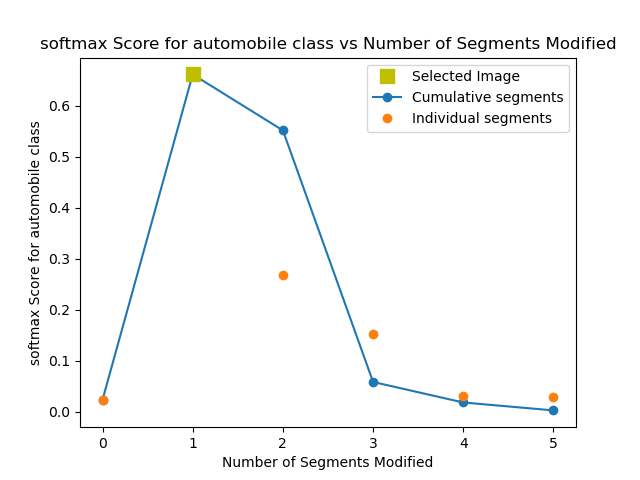 softmax Score for automobile class vs Number of Segments Modified
Selected Image
Cumulative segments
Individual segments
softmax Score for automobile class
0.6
0.5
0.4
0.3
0.2
0.1
0.0
0 1 2 3 4 5
Number of Segments Modified